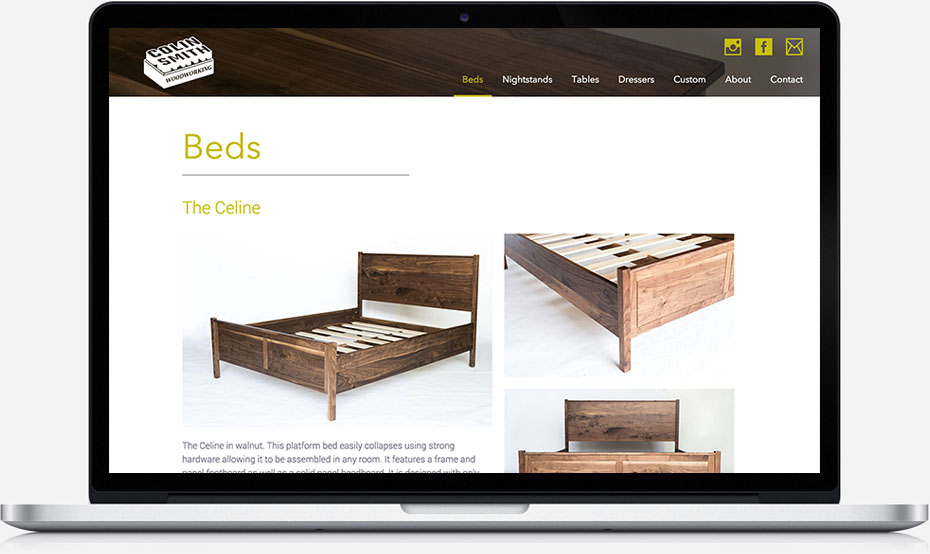 COLIN
SMITH
WOODWORKING
Beds Nightstands Tables Dressers Custom About Contact
Beds
The Celine
The Celine in walnut. This platform bed easily collapses using strong
hardware allowing it to be assembled in any room. It features a frame and
panel footboard as well as a solid panel headboard. It is designed with only